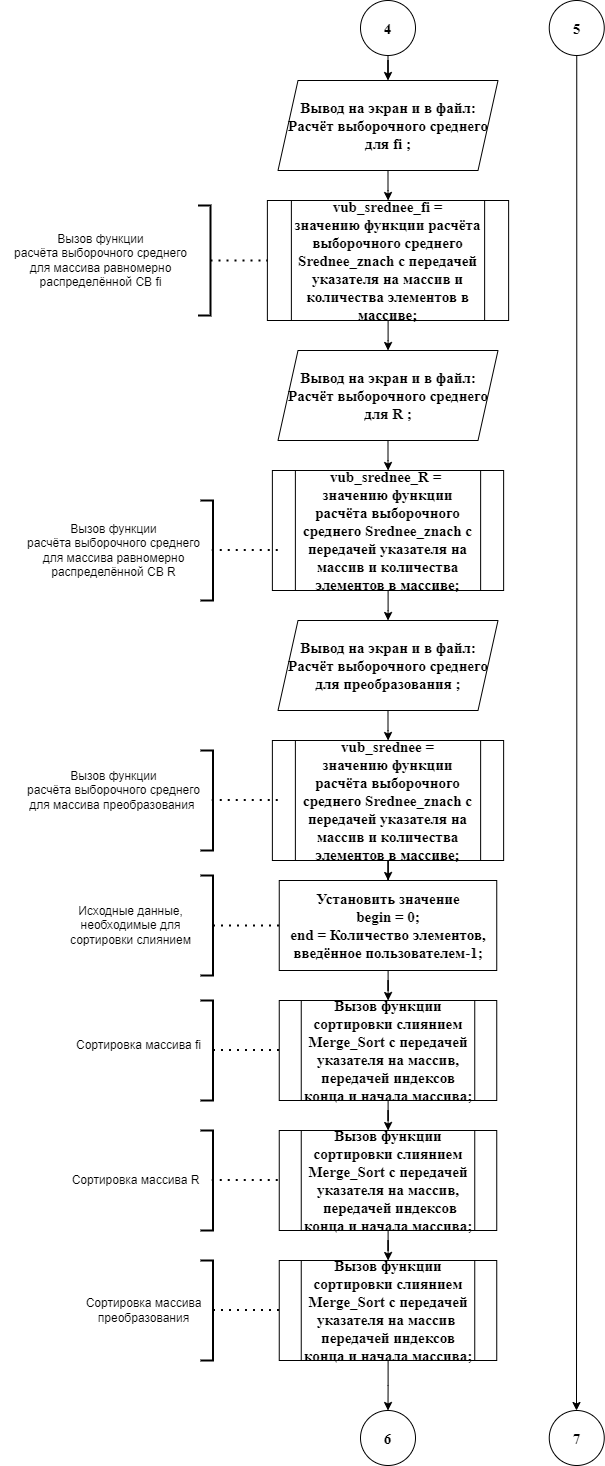 4
5
Вывод на экран и в файл:
Расчёт выборочного среднего
для fi ;
Вызов функции
расчёта выборочного среднего
для массива равномерно
распределённой СВ fi
vub_srednee_fi =
значению функции расчёта
выборочного среднего
Srednee_znach с передачей
указателя на массив и
количества элементов в
массиве;
Вывод на экран и в файл:
Расчёт выборочного среднего
для R ;
Вызов функции
расчёта выборочного среднего
для массива равномерно
распределённой СВ R
vub_srednee_R =
значению функции
расчёта выборочного
среднего Srednee_znach с
передачей указателя на
массив и количества
элементов в массиве;
Вывод на экран и в файл:
Расчёт выборочного среднего
для преобразования ;
Вызов функции
расчёта выборочного среднего
для массива преобразования
vub_srednee =
значению функции
расчёта выборочного
среднего Srednee_znach с
передачей указателя на
массив и количества
элементов в массиве;
Исходные данные,
необходимые для
сортировки слиянием
Установить значение
begin = 0;
end = Количество элементов,
введённое пользователем-1;
Сортировка массива fi
Вызов функции
сортировки слиянием
Merge_Sort с передачей
указателя на массив,
передачей индексов
конца и начала массива;
Сортировка массива R
Вызов функции
сортировки слиянием
Merge_Sort с передачей
указателя на массив,
передачей индексов
конца и начала массива;
Сортировка массива
преобразования
Вызов функции
сортировки слиянием
Merge_Sort с передачей
указателя на массив
передачей индексов
конца и начала массива;
6
7